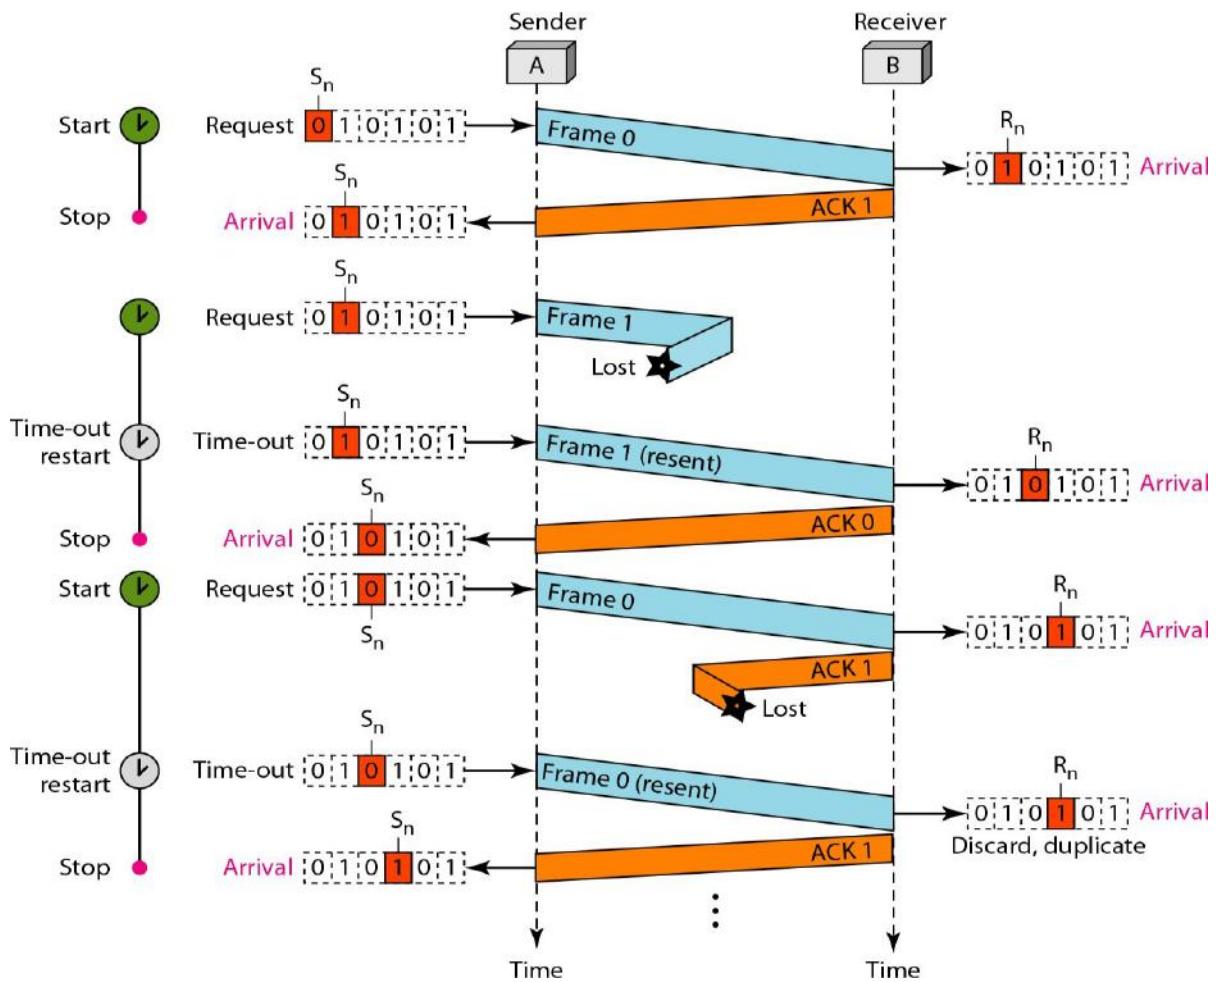 Sender
Receiver
A
B
Sn
Start
Request
0 1 0 1 0 1
Frame 0
Rn
0 1 0 1 0 1
Arrival
Sn
Stop
Arrival
0 1 0 1 0 1
ACK 1
Sn
Request
0 1 0 1 0 1
Frame 1
Lost
Sn
Time-out
restart
Time-out
0 1 0 1 0 1
Frame 1 (resent)
Rn
0 1 0 1 0 1
Arrival
Sn
Stop
Arrival
0 1 0 1 0 1
ACK 0
Start
Request
0 1 0 1 0 1
Sn
Frame 0
Rn
0 1 0 1 0 1
Arrival
ACK 1
Lost
Sn
Time-out
restart
Time-out
0 1 0 1 0 1
Frame 0 (resent)
Rn
0 1 0 1 0 1
Arrival
Discard, duplicate
Sn
Stop
Arrival
0 1 0 1 0 1
ACK 1
Time
Time